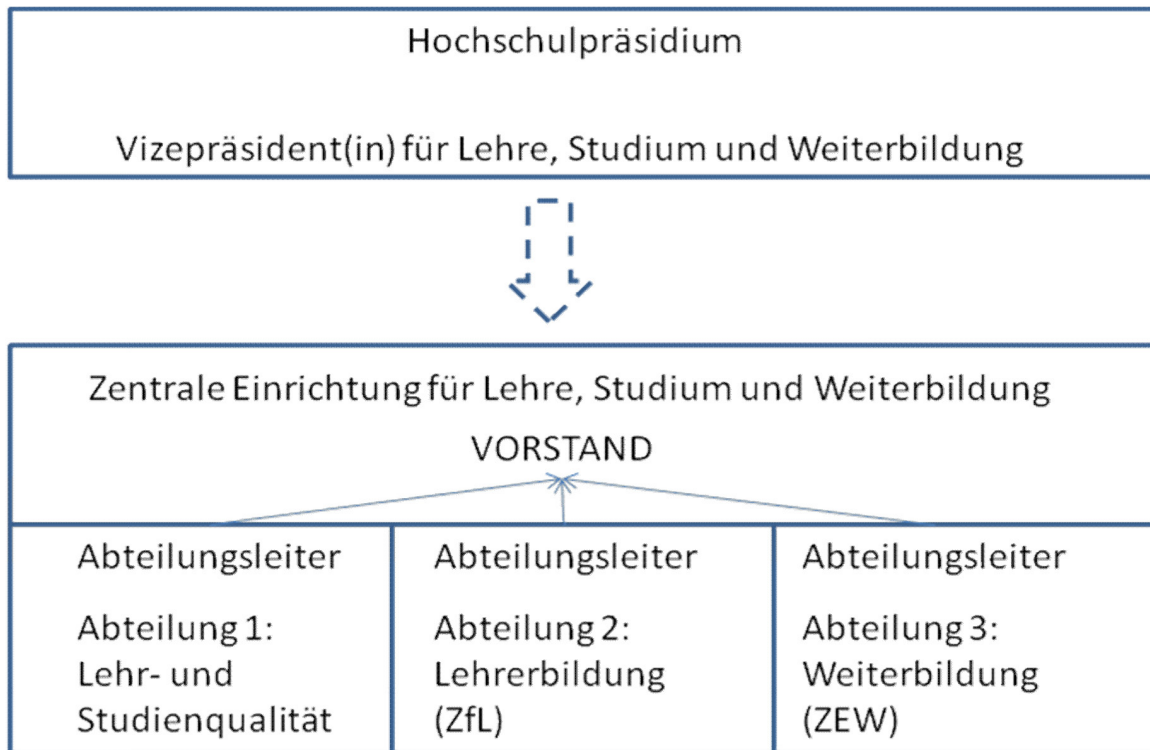 Hochschulpräsidium
Vizepräsident(in) für Lehre, Studium und Weiterbildung
Zentrale Einrichtung für Lehre, Studium und Weiterbildung
VORSTAND
Abteilungsleiter
Abteilung 1:
Lehr- und
Studienqualität
Abteilungsleiter
Abteilung 2:
Lehrerbildung
(ZfL)
Abteilungsleiter
Abteilung 3:
Weiterbildung
(ZEW)